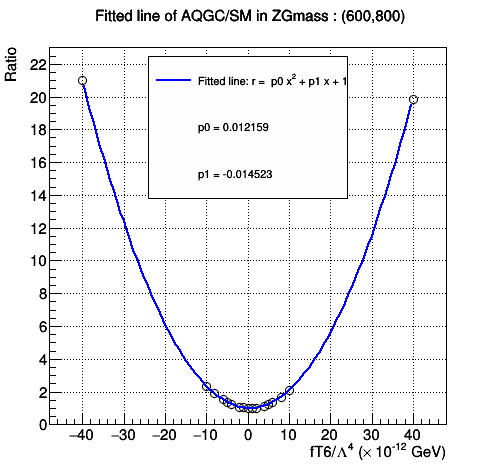 Fitted line of AQGC/SM in ZGmass : (600,800)
Ratio
22
20
18
16
14
12
10
8
6
4
2
0
Fitted line: r = p0 x² + p1 x + 1
p0 = 0.012159
p1 = -0.014523
−40 −30 −20 −10 0 10 20 30 40
fT6/Λ⁴ (× 10⁻¹² GeV)